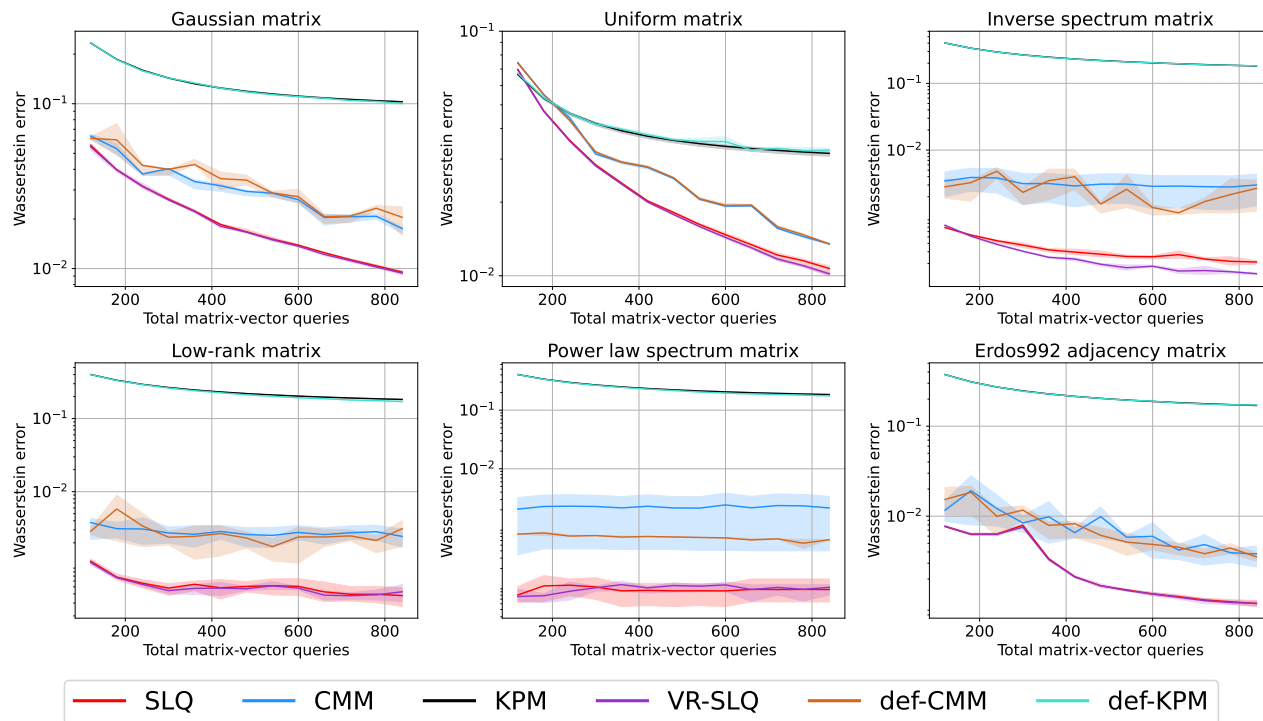 Gaussian matrix
Wasserstein error
10⁻¹
10⁻²
200 400 600 800
Total matrix-vector queries
Uniform matrix
Wasserstein error
10⁻¹
10⁻²
200 400 600 800
Total matrix-vector queries
Inverse spectrum matrix
Wasserstein error
10⁻¹
10⁻²
200 400 600 800
Total matrix-vector queries
Low-rank matrix
Wasserstein error
10⁻¹
10⁻²
200 400 600 800
Total matrix-vector queries
Power law spectrum matrix
Wasserstein error
10⁻¹
10⁻²
200 400 600 800
Total matrix-vector queries
Erdos992 adjacency matrix
Wasserstein error
10⁻¹
10⁻²
200 400 600 800
Total matrix-vector queries
SLQ CMM KPM VR-SLQ def-CMM def-KPM